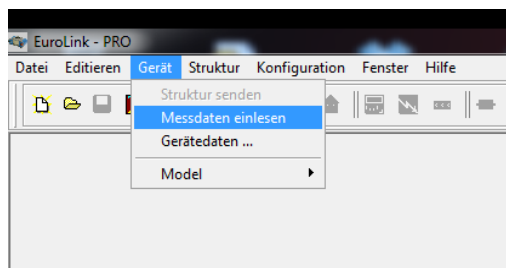 EuroLink - PRO
Datei Editieren Gerät Struktur Konfiguration Fenster Hilfe
Struktur senden
Messdaten einlesen
Gerätedaten ...
Model